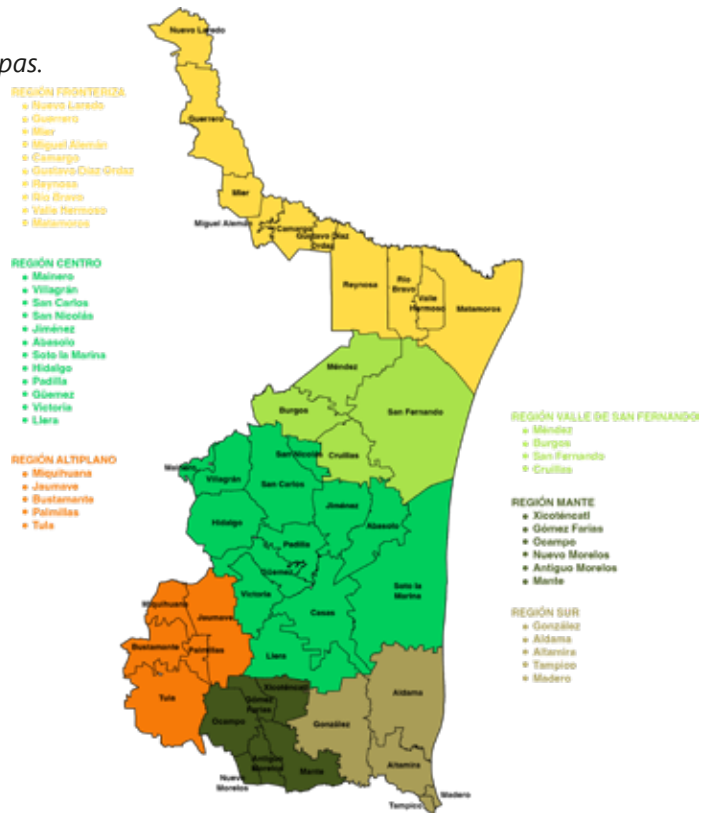 pas.
REGIÓN FRONTERIZA
Nuevo Laredo
Guerrero
Mier
Miguel Alemán
Camargo
Gustavo Díaz Ordaz
Reynosa
Río Bravo
Valle Hermoso
Matamoros
REGIÓN CENTRO
Mainero
Villagrán
San Carlos
San Nicolás
Jiménez
Abasolo
Soto la Marina
Hidalgo
Padilla
Güemez
Victoria
Llera
REGIÓN ALTIPLANO
Miquihuana
Jaumave
Bustamante
Palmillas
Tula
Nuevo Laredo
Guerrero
Mier
Miguel Alemán
Camargo
Gustavo Díaz
Ordaz
Reynosa
Río
Bravo
Valle
Hermoso
Matamoros
Méndez
Burgos
San Fernando
Cruillas
San Nicolás
Mainero
Villagrán
San Carlos
Hidalgo
Jiménez
Abasolo
Padilla
Güemez
Victoria
Casas
Soto la
Marina
Llera
Miquihuana
Jaumave
Bustamante
Palmillas
Tula
Xicoténcatl
Gómez
Farías
Ocampo
Antiguo
Morelos
Nuevo
Morelos
Mante
González
Aldama
Altamira
Madero
Tampico
REGIÓN VALLE DE SAN FERNANDO
Méndez
Burgos
San Fernando
Cruillas
REGIÓN MANTE
Xicoténcatl
Gómez Farías
Ocampo
Nuevo Morelos
Antiguo Morelos
Mante
REGIÓN SUR
González
Aldama
Altamira
Tampico
Madero